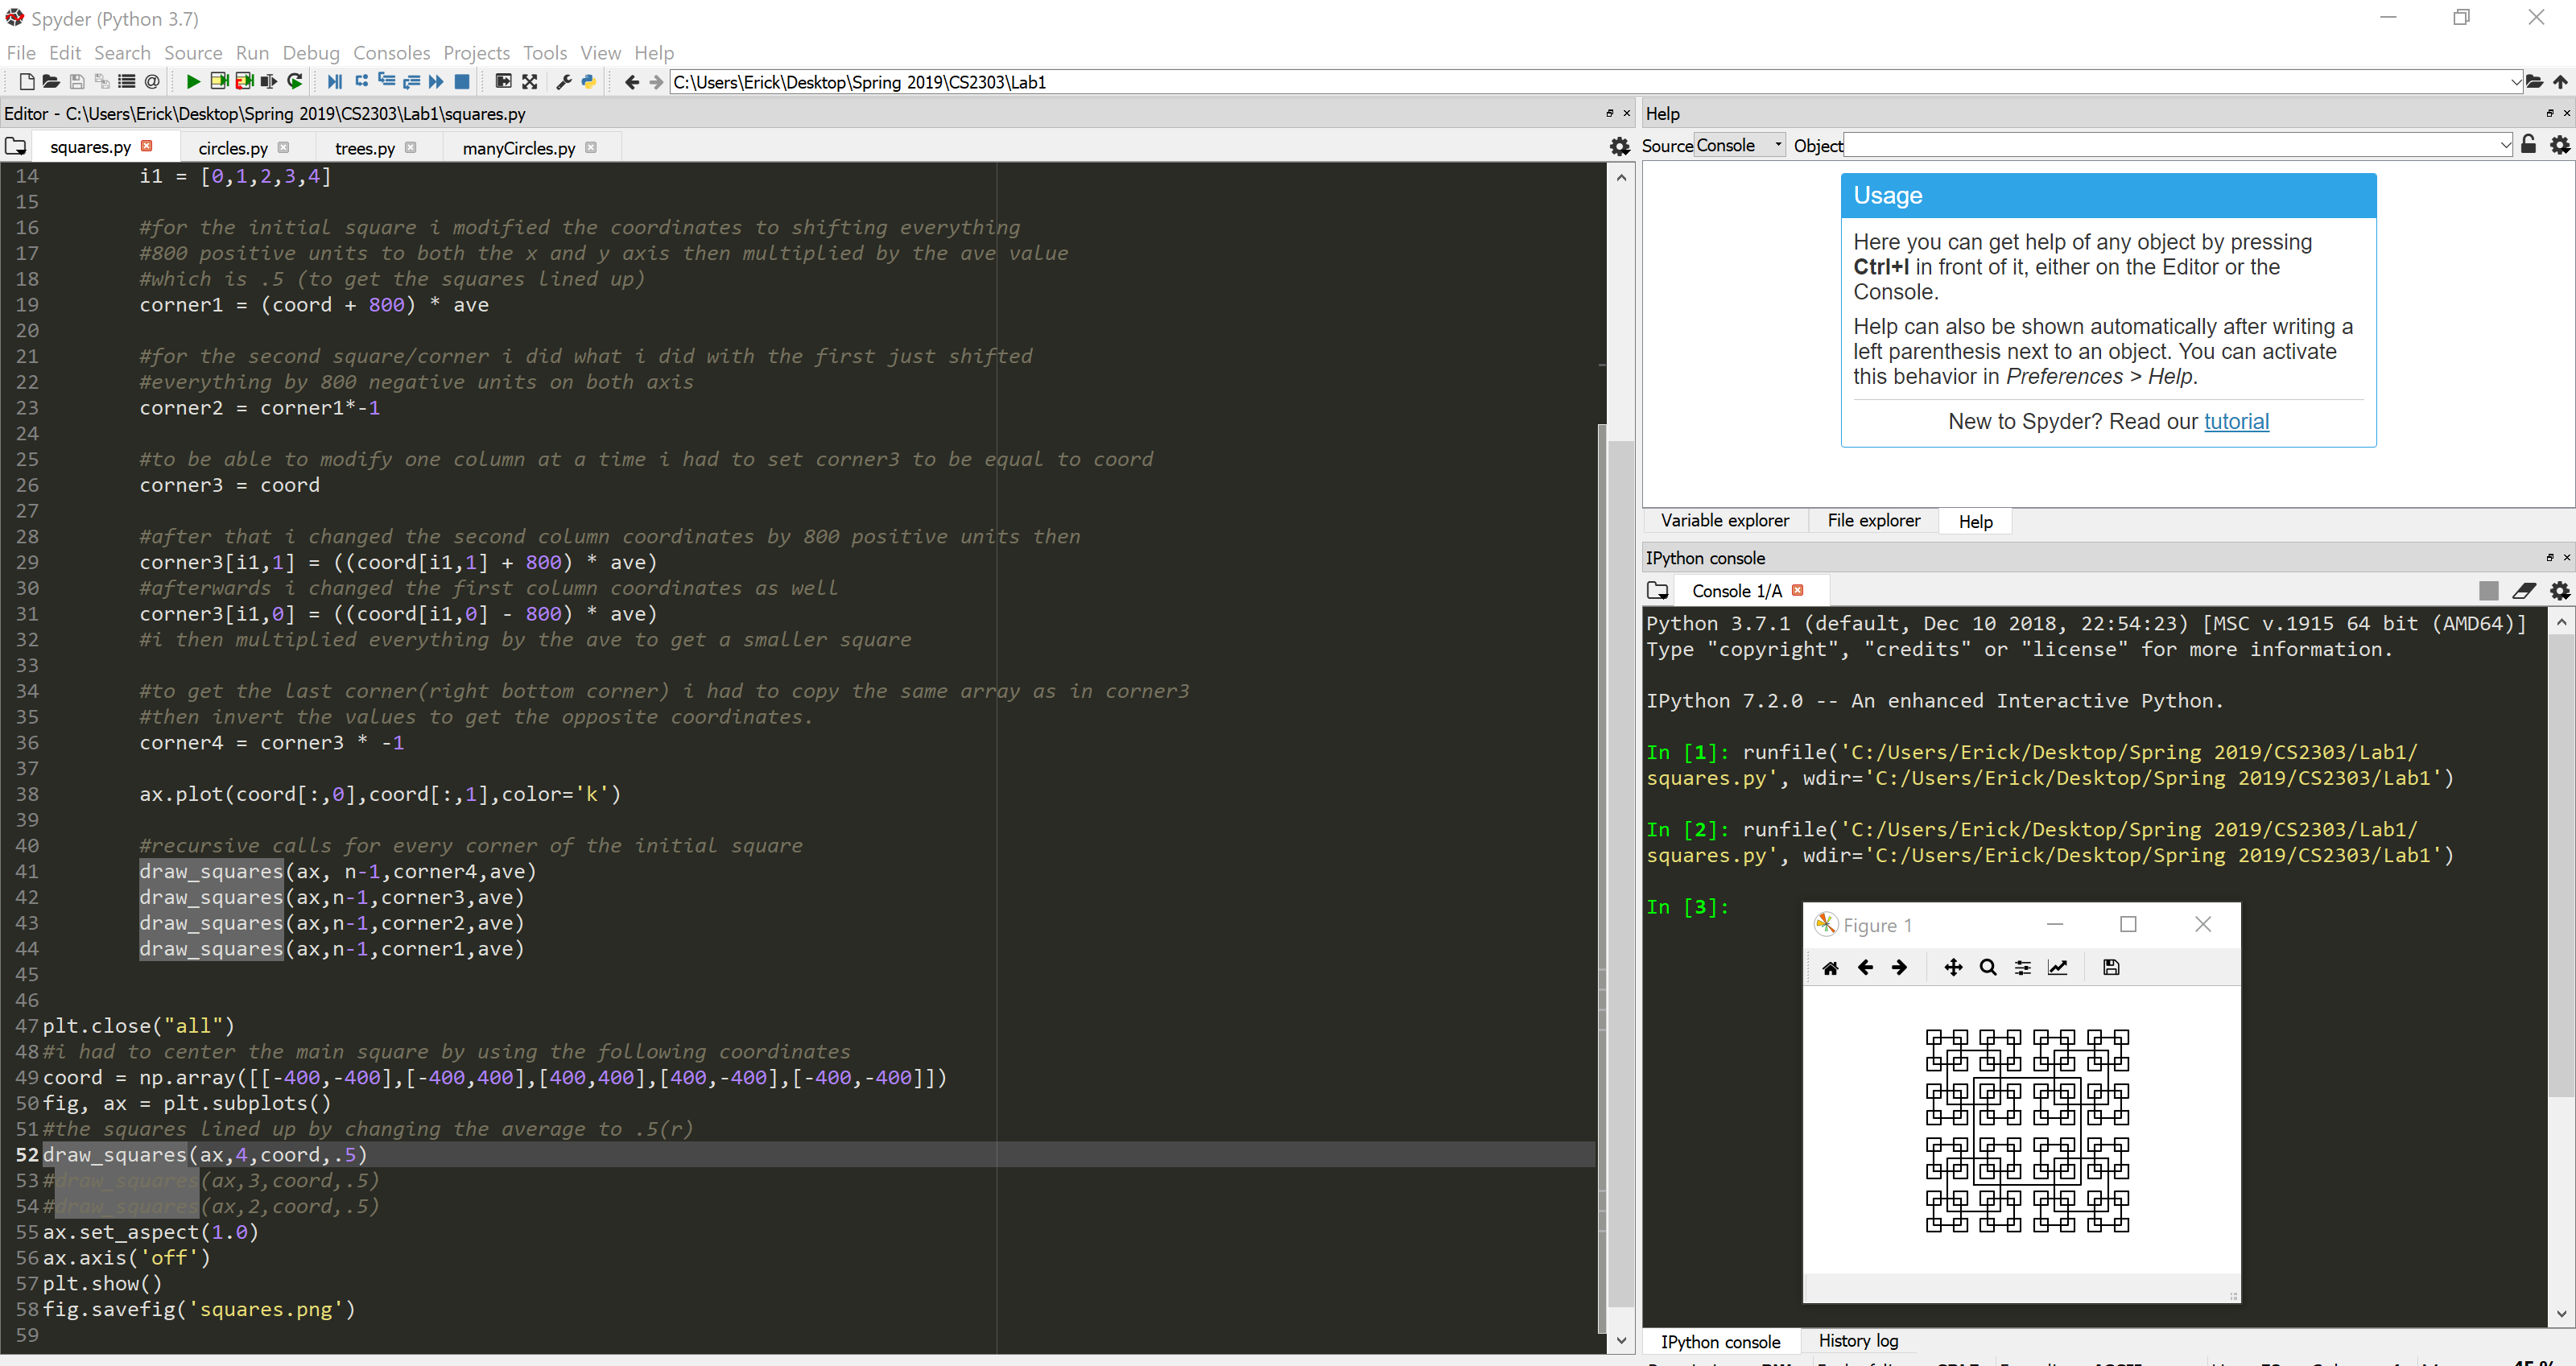 Spyder (Python 3.7)
File Edit Search Source Run Debug Consoles Projects Tools View Help
C:\Users\Erick\Desktop\Spring 2019\CS2303\Lab1
Editor - C:\Users\Erick\Desktop\Spring 2019\CS2303\Lab1\squares.py
squares.py circles.py trees.py manyCircles.py
14 i1 = [0,1,2,3,4]
15
16 #for the initial square i modified the coordinates to shifting everything
17 #800 positive units to both the x and y axis then multiplied by the ave value
18 #which is .5 (to get the squares lined up)
19 corner1 = (coord + 800) * ave
20
21 #for the second square/corner i did what i did with the first just shifted
22 #everything by 800 negative units on both axis
23 corner2 = corner1*-1
24
25 #to be able to modify one column at a time i had to set corner3 to be equal to coord
26 corner3 = coord
27
28 #after that i changed the second column coordinates by 800 positive units then
29 corner3[i1,1] = ((coord[i1,1] + 800) * ave)
30 #afterwards i changed the first column coordinates as well
31 corner3[i1,0] = ((coord[i1,0] - 800) * ave)
32 #i then multiplied everything by the ave to get a smaller square
33
34 #to get the last corner(right bottom corner) i had to copy the same array as in corner3
35 #then invert the values to get the opposite coordinates.
36 corner4 = corner3 * -1
37
38 ax.plot(coord[:,0],coord[:,1],color='k')
39
40 #recursive calls for every corner of the initial square
41 draw_squares(ax, n-1,corner4,ave)
42 draw_squares(ax,n-1,corner3,ave)
43 draw_squares(ax,n-1,corner2,ave)
44 draw_squares(ax,n-1,corner1,ave)
45
46
47 plt.close("all")
48 #i had to center the main square by using the following coordinates
49 coord = np.array([[-400,-400],[-400,400],[400,400],[400,-400],[-400,-400]])
50 fig, ax = plt.subplots()
51 #the squares lined up by changing the average to .5(r)
52 draw_squares(ax,4,coord,.5)
53 #draw_squares(ax,3,coord,.5)
54 #draw_squares(ax,2,coord,.5)
55 ax.set_aspect(1.0)
56 ax.axis('off')
57 plt.show()
58 fig.savefig('squares.png')
59
Help
Source Console Object
Usage
Here you can get help of any object by pressing
Ctrl+I in front of it, either on the Editor or the
Console.
Help can also be shown automatically after writing a
left parenthesis next to an object. You can activate
this behavior in Preferences > Help.
New to Spyder? Read our tutorial
Variable explorer File explorer Help
IPython console
Console 1/A
Python 3.7.1 (default, Dec 10 2018, 22:54:23) [MSC v.1915 64 bit (AMD64)]
Type "copyright", "credits" or "license" for more information.
IPython 7.2.0 -- An enhanced Interactive Python.
In [1]: runfile('C:/Users/Erick/Desktop/Spring 2019/CS2303/Lab1/
squares.py', wdir='C:/Users/Erick/Desktop/Spring 2019/CS2303/Lab1')
In [2]: runfile('C:/Users/Erick/Desktop/Spring 2019/CS2303/Lab1/
squares.py', wdir='C:/Users/Erick/Desktop/Spring 2019/CS2303/Lab1')
In [3]:
Figure 1
IPython console History log